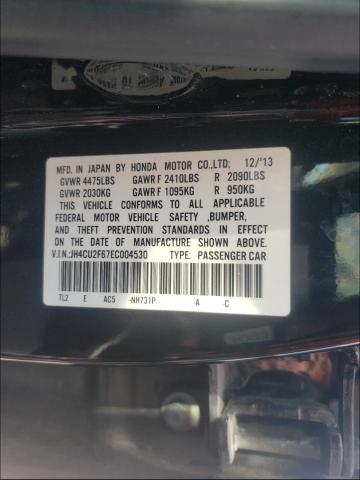 MFD. IN JAPAN BY HONDA MOTOR CO.,LTD; 12/'13
GVWR 4475LBS GAWR F 2410LBS R 2090LBS
GVWR 2030KG GAWR F 1095KG R 950KG
THIS VEHICLE CONFORMS TO ALL APPLICABLE
FEDERAL MOTOR VEHICLE SAFETY ,BUMPER,
AND THEFT PREVENTION STANDARDS IN EFFECT
ON THE DATE OF MANUFACTURE SHOWN ABOVE.
V.I.N.:JH4CU2F67EC004530 TYPE: PASSENGER CAR
TL2 E AC5 -NH731P -A -C